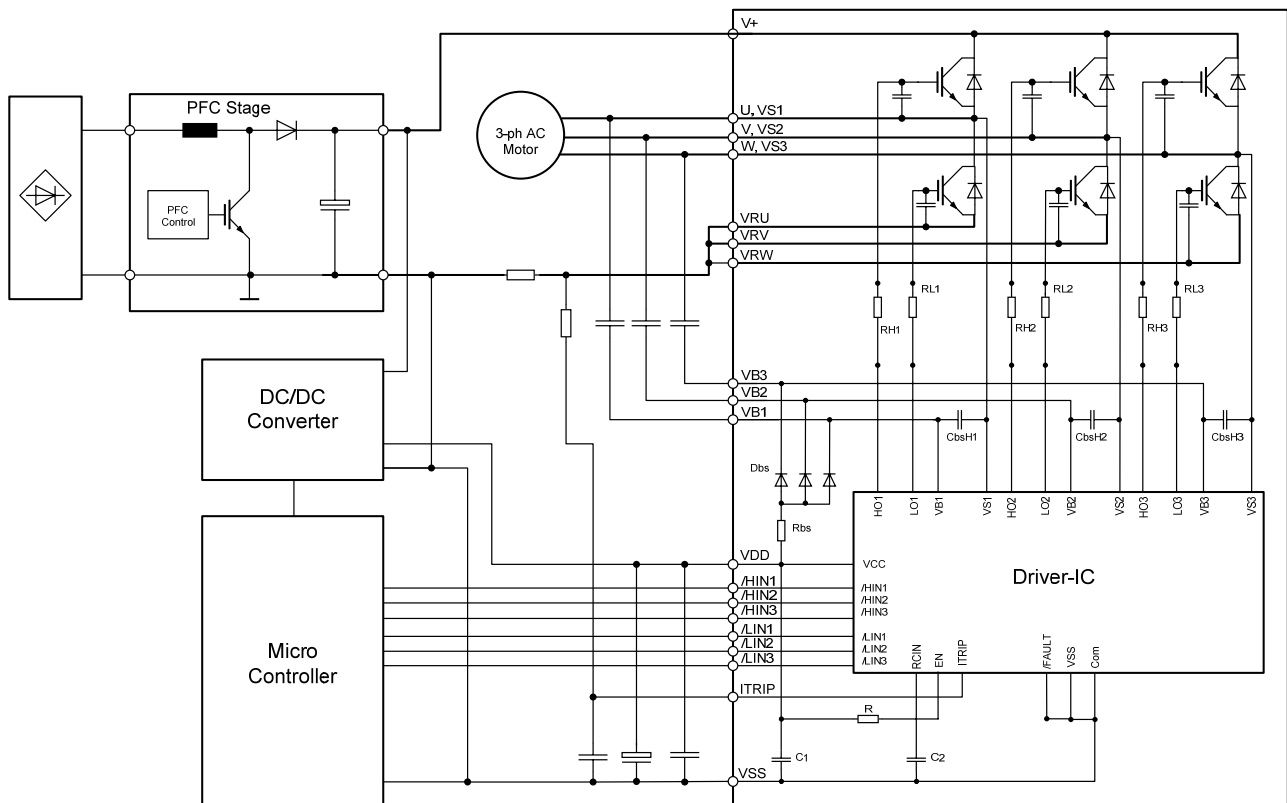 V+
PFC Stage
PFC
Control
3-ph AC
Motor
U, VS1
V, VS2
W, VS3
VRU
VRV
VRW
RL1
RL2
RL3
RH1
RH2
RH3
DC/DC
Converter
VB3
VB2
VB1
CbsH1
CbsH2
CbsH3
Dbs
Rbs
HO1
LO1
VB1
VS1
HO2
LO2
VB2
VS2
HO3
LO3
VB3
VS3
VDD
VCC
Driver-IC
/HIN1
/HIN2
/HIN3
/LIN1
/LIN2
/LIN3
/HIN1
/HIN2
/HIN3
/LIN1
/LIN2
/LIN3
RCIN
EN
ITRIP
/FAULT
VSS
Com
Micro
Controller
ITRIP
R
C1
C2
VSS